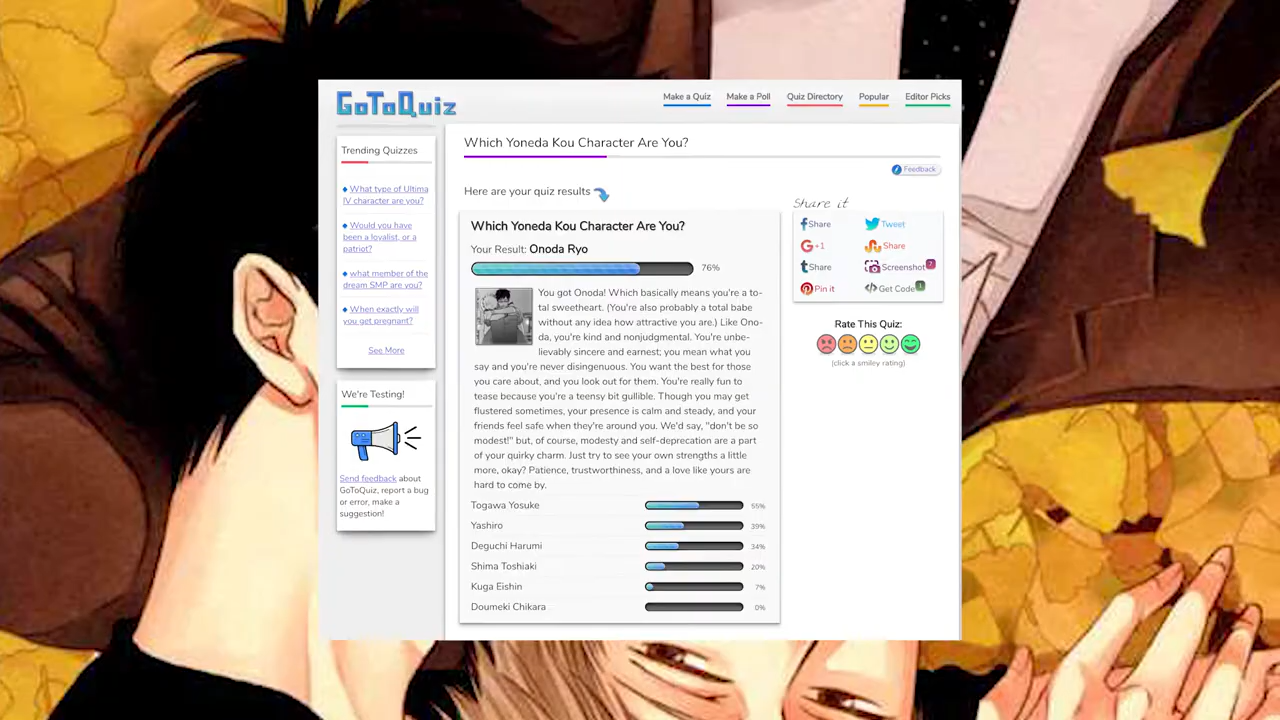 GoToQuiz
Make a Quiz
Make a Poll
Quiz Directory
Popular
Editor Picks
Trending Quizzes
What type of Ultima
IV character are you?
Would you have
been a loyalist, or a
patriot?
what member of the
dream SMP are you?
When exactly will
you get pregnant?
See More
We're Testing!
Send feedback about
GoToQuiz, report a bug
or error, make a
suggestion!
Which Yoneda Kou Character Are You?
Feedback
Here are your quiz results
Which Yoneda Kou Character Are You?
Your Result: Onoda Ryo
76%
You got Onoda! Which basically means you're a to-
tal sweetheart. (You're also probably a total babe
without any idea how attractive you are.) Like Ono-
da, you're kind and nonjudgmental. You're unbe-
lievably sincere and earnest; you mean what you
say and you're never disingenuous. You want the best for those
you care about, and you look out for them. You're really fun to
tease because you're a teensy bit gullible. Though you may get
flustered sometimes, your presence is calm and steady, and your
friends feel safe when they're around you. We'd say, "don't be so
modest!" but, of course, modesty and self-deprecation are a part
of your quirky charm. Just try to see your own strengths a little
more, okay? Patience, trustworthiness, and a love like yours are
hard to come by.
Togawa Yosuke 55%
Yashiro 39%
Deguchi Harumi 34%
Shima Toshiaki 20%
Kuga Eishin 7%
Doumeki Chikara 0%
Share it
Share
Tweet
+1
Share
Share
Screenshot ?
Pin it
Get Code 1
Rate This Quiz:
(click a smiley rating)